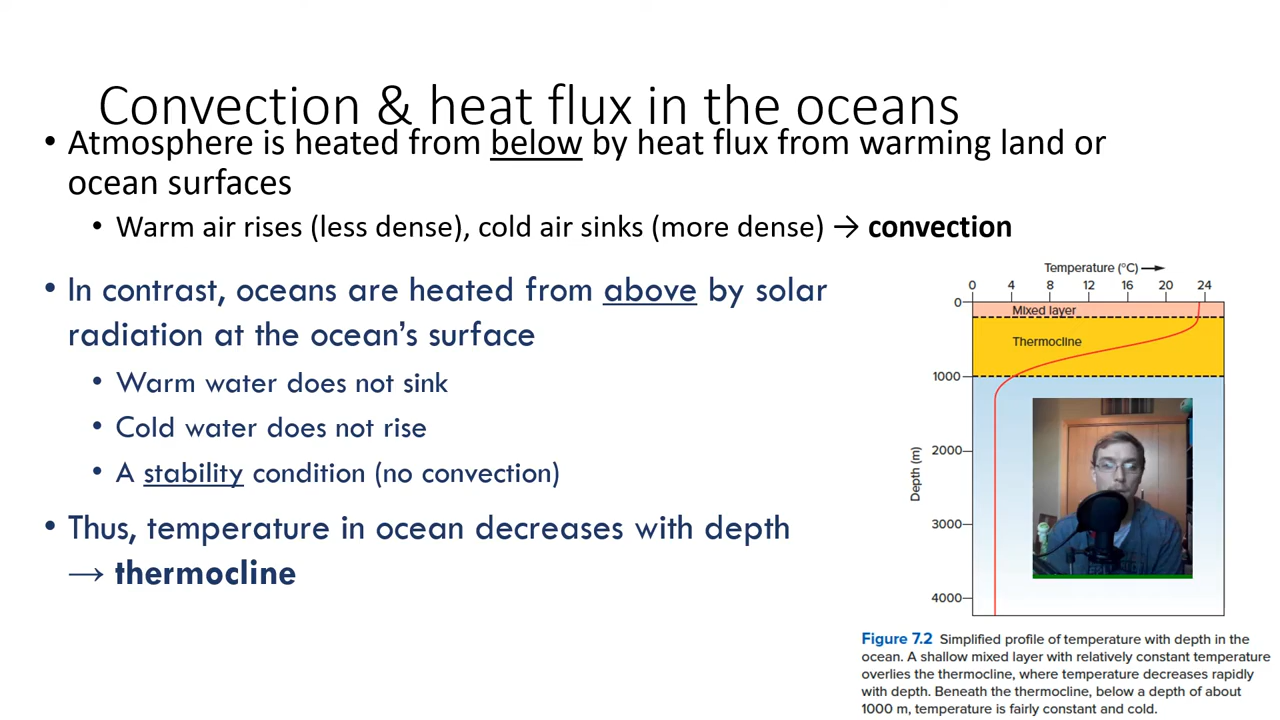 Convection & heat flux in the oceans
• Atmosphere is heated from below by heat flux from warming land or
ocean surfaces
• Warm air rises (less dense), cold air sinks (more dense) → convection
• In contrast, oceans are heated from above by solar
radiation at the ocean’s surface
• Warm water does not sink
• Cold water does not rise
• A stability condition (no convection)
• Thus, temperature in ocean decreases with depth
→ thermocline
Temperature (°C) →
0 4 8 12 16 20 24
0
Mixed layer
Thermocline
1000
2000
Depth (m)
3000
4000
Figure 7.2 Simplified profile of temperature with depth in the
ocean. A shallow mixed layer with relatively constant temperature
overlies the thermocline, where temperature decreases rapidly
with depth. Beneath the thermocline, below a depth of about
1000 m, temperature is fairly constant and cold.